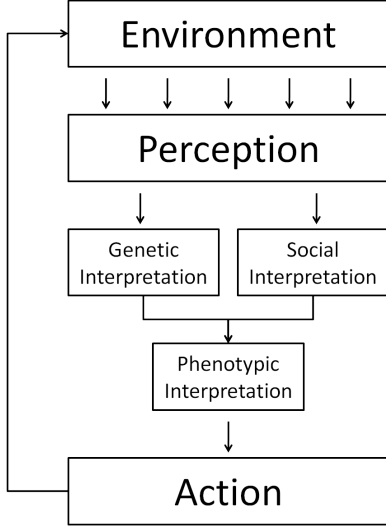 Environment
Perception
Genetic
Interpretation
Social
Interpretation
Phenotypic
Interpretation
Action